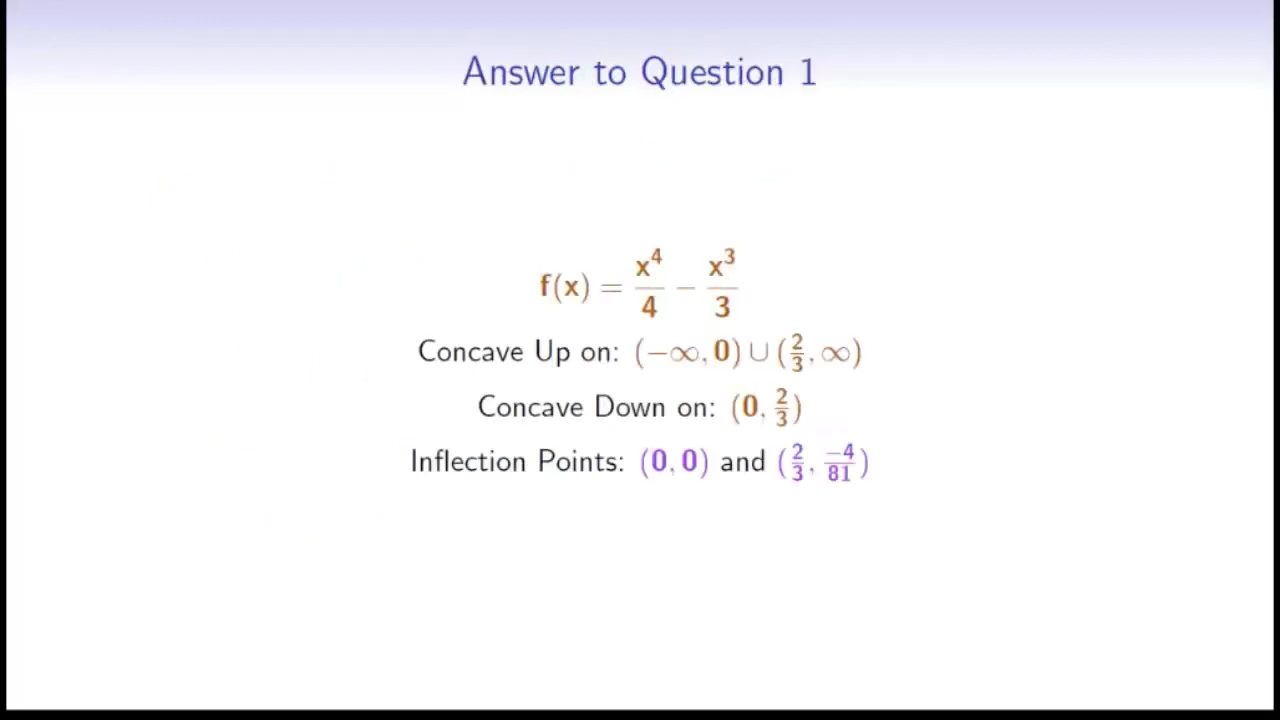 Answer to Question 1
f(x) = x⁴/4 − x³/3
Concave Up on: (−∞, 0) ∪ (2/3, ∞)
Concave Down on: (0, 2/3)
Inflection Points: (0, 0) and (2/3, −4/81)